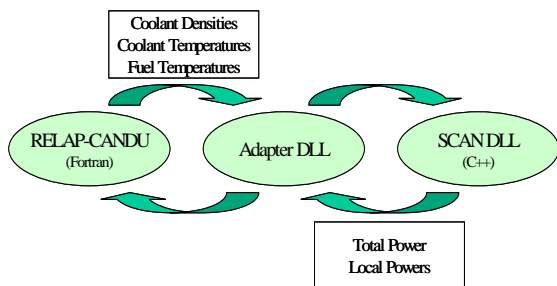 Coolant Densities
Coolant Temperatures
Fuel Temperatures
RELAP-CANDU
(Fortran)
Adapter DLL
SCAN DLL
(C++)
Total Power
Local Powers